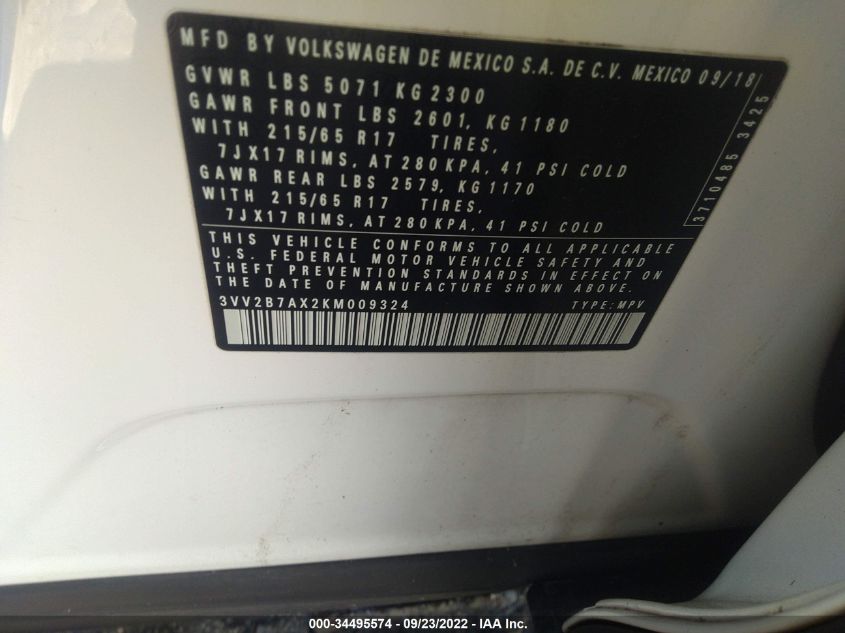 MFD BY VOLKSWAGEN DE MEXICO S.A. DE C.V. MEXICO 09/18
GVWR LBS 5071 KG 2300
GAWR FRONT LBS 2601, KG 1180
WITH 215/65 R17 TIRES,
7JX17 RIMS, AT 280 KPA, 41 PSI COLD
GAWR REAR LBS 2579, KG 1170
WITH 215/65 R17 TIRES,
7JX17 RIMS, AT 280 KPA, 41 PSI COLD
3710485 3425
THIS VEHICLE CONFORMS TO ALL APPLICABLE
U.S. FEDERAL MOTOR VEHICLE SAFETY AND
THEFT PREVENTION STANDARDS IN EFFECT ON
THE DATE OF MANUFACTURE SHOWN ABOVE.
3VV2B7AX2KM009324 TYPE:MPV
000-34495574 - 09/23/2022 - IAA Inc.